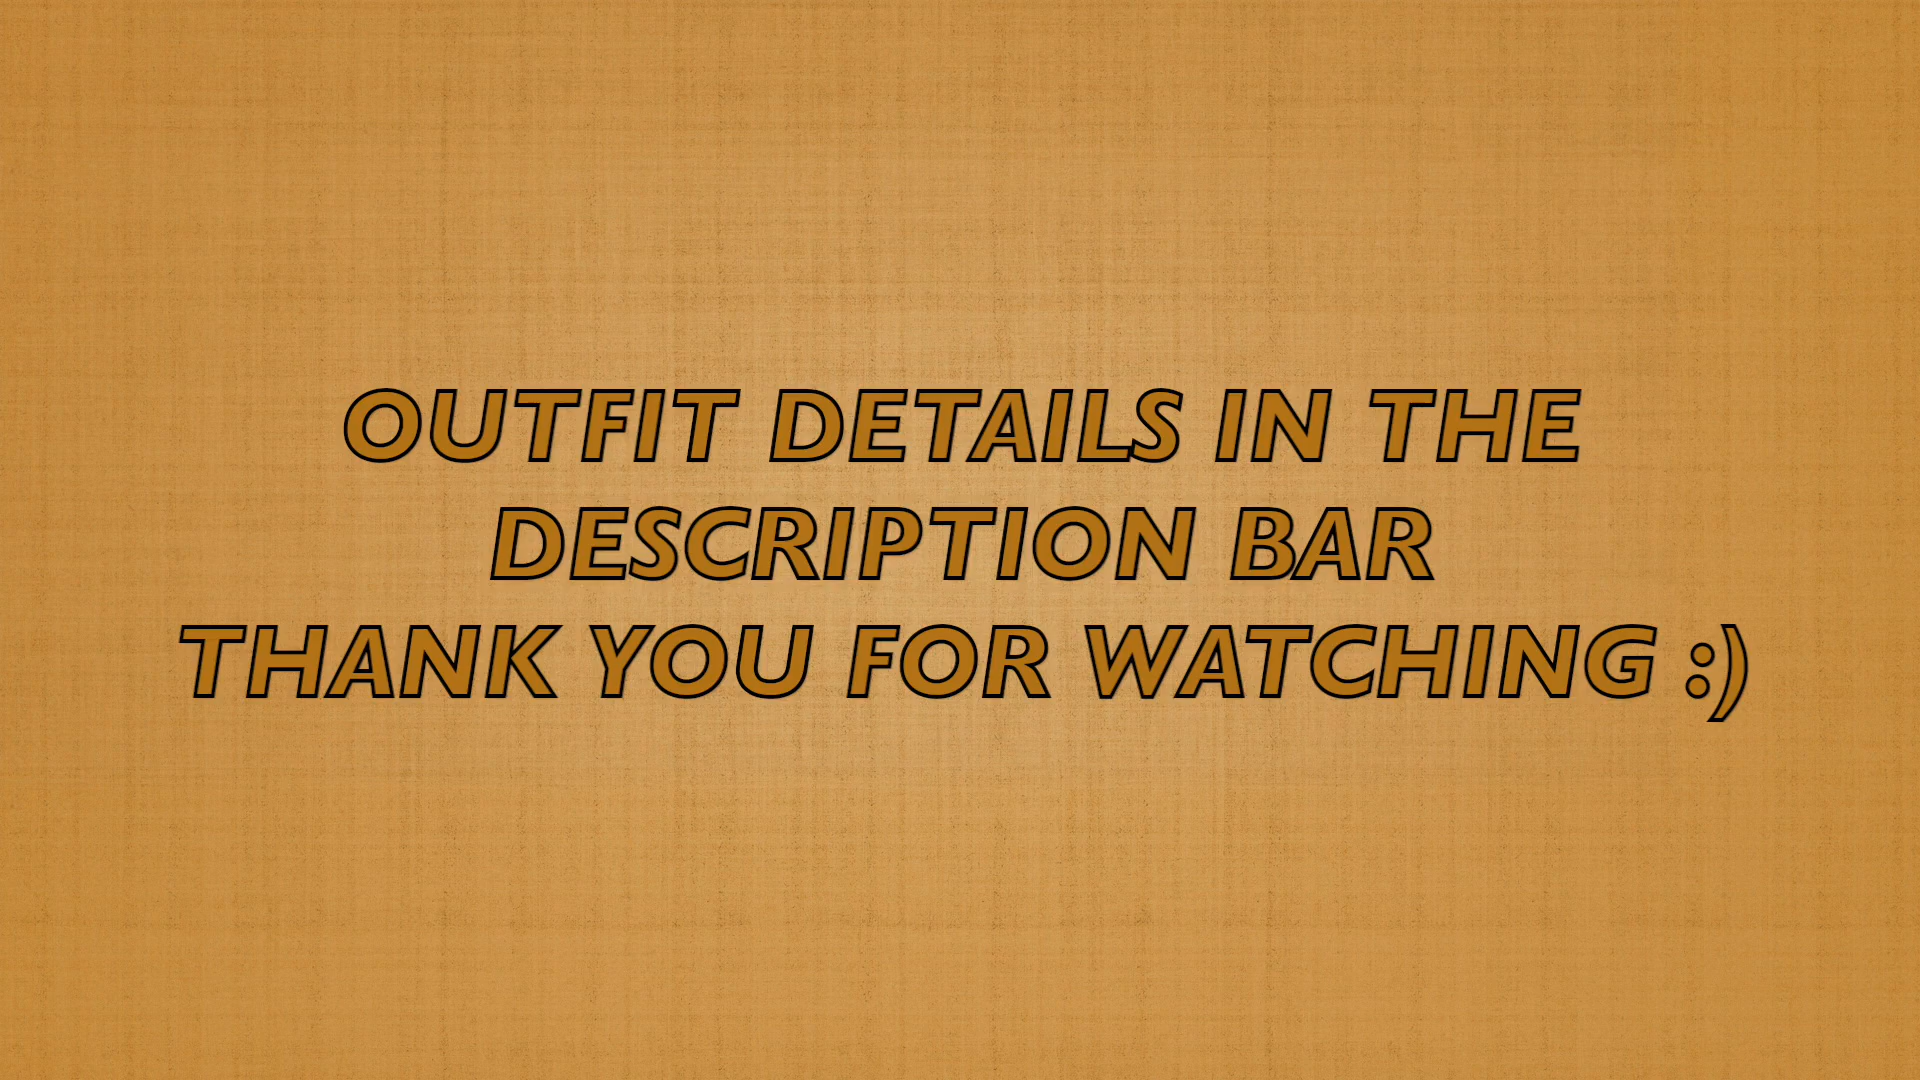 OUTFIT DETAILS IN THE
DESCRIPTION BAR
THANK YOU FOR WATCHING :)